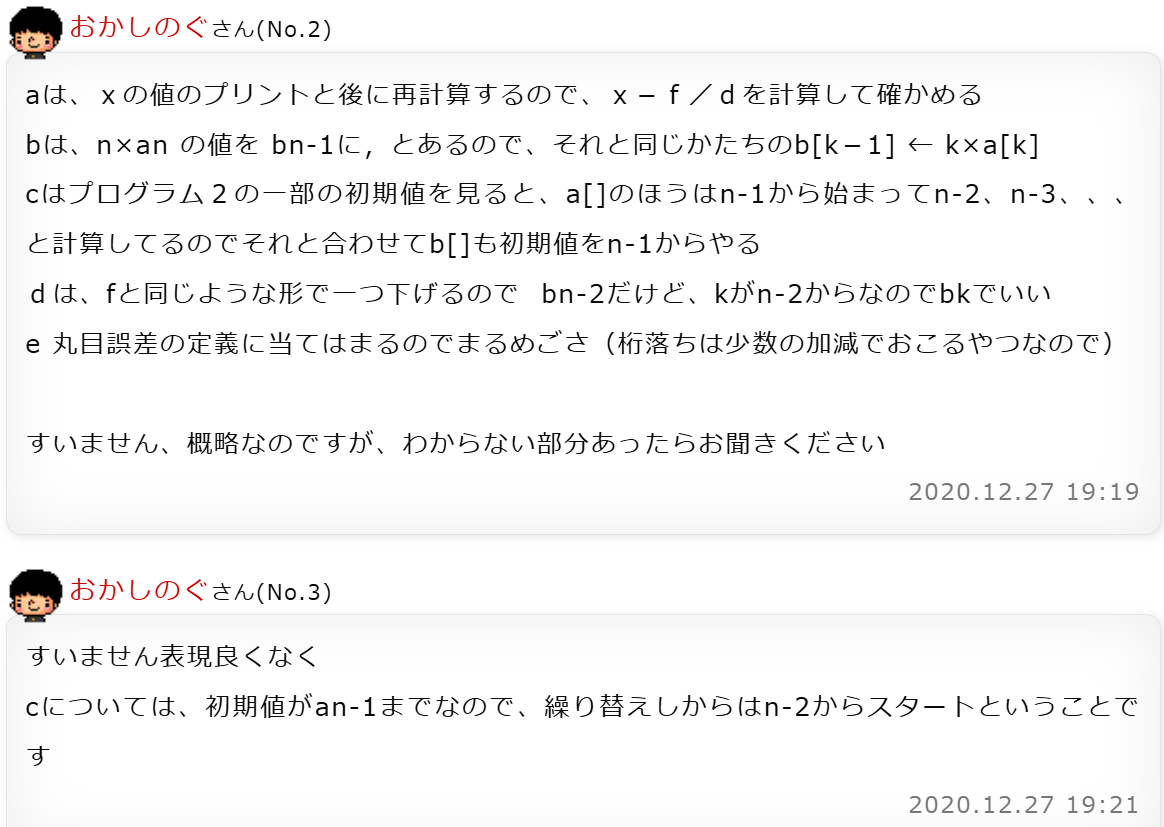 おかしのぐさん(No.2)
aは、ｘの値のプリントと後に再計算するので、ｘ－ｆ／ｄを計算して確かめる
bは、n×an の値を bn-1に，とあるので、それと同じかたちのb[k－1] ← k×a[k]
cはプログラム２の一部の初期値を見ると、a[]のほうはn-1から始まってn-2、n-3、、、
と計算してるのでそれと合わせてb[]も初期値をn-1からやる
ｄは、fと同じような形で一つ下げるので bn-2だけど、kがn-2からなのでbkでいい
e 丸目誤差の定義に当てはまるのでまるめごさ（桁落ちは少数の加減でおこるやつなので）
すいません、概略なのですが、わからない部分あったらお聞きください
2020.12.27 19:19
おかしのぐさん(No.3)
すいません表現良くなく
cについては、初期値がan-1までなので、繰り替えしからはn-2からスタートということで
す
2020.12.27 19:21